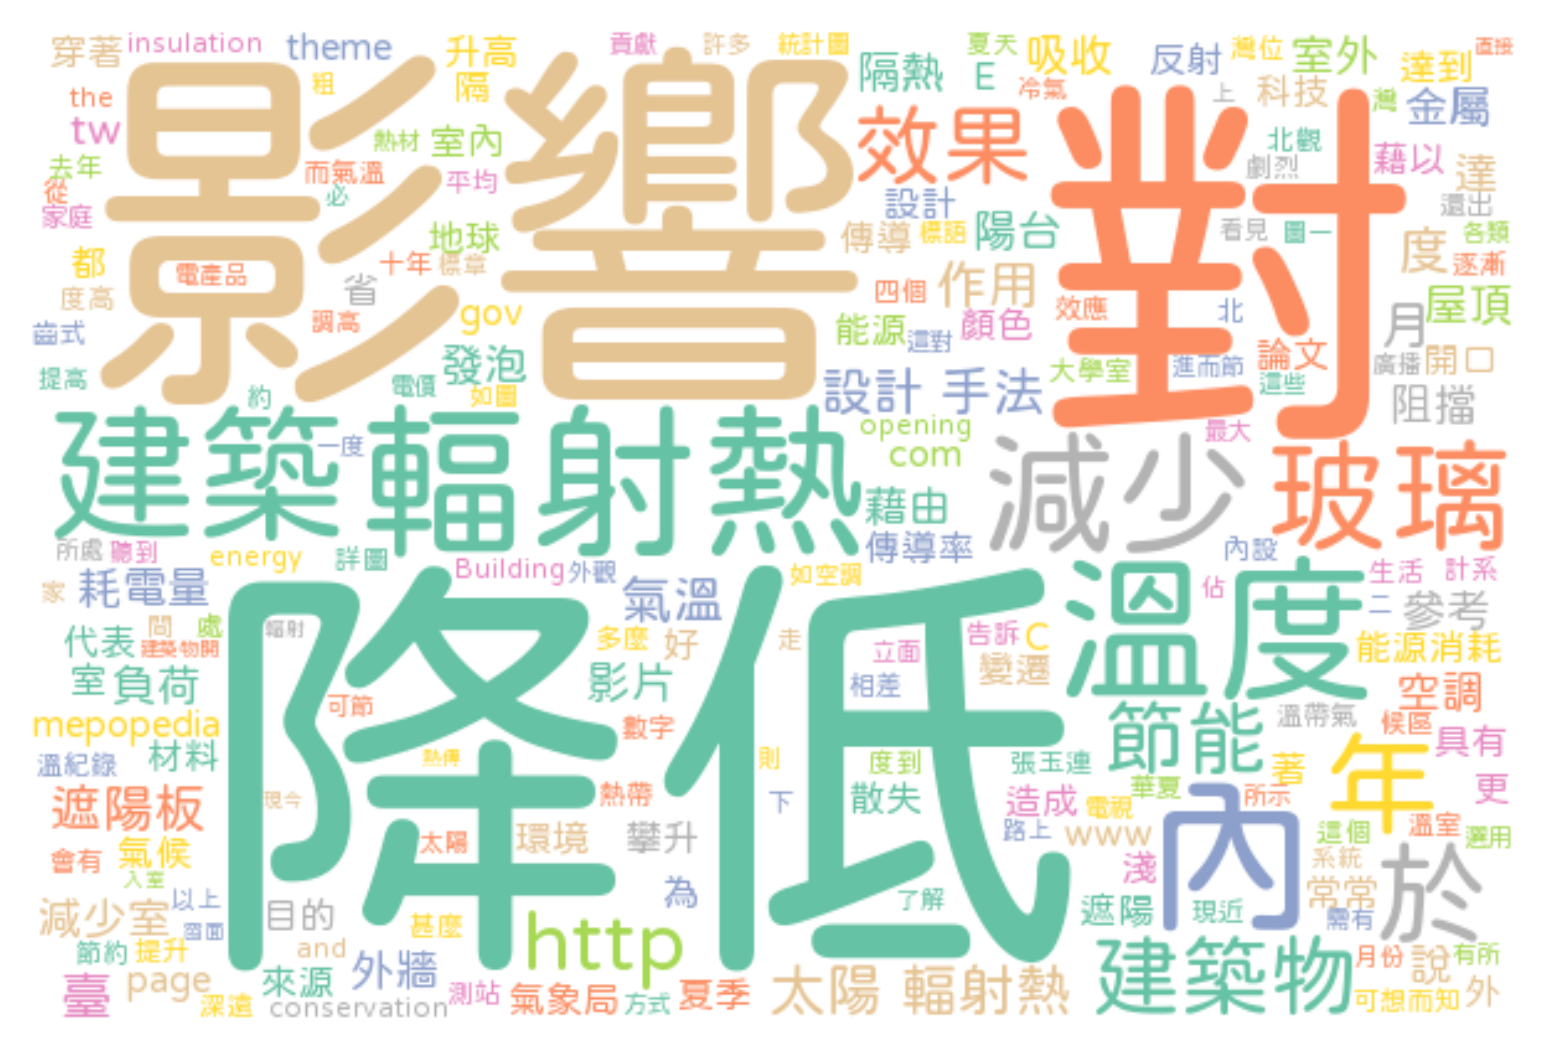 穿著 insulation theme 升高 貢獻 許多 統計圖 夏天 吸收 反射 灣位 室外 達到 直接
粗 隔 隔熱 E 冷氣 上 科技 灣 金屬
the tw 熱材 室內 效果 北觀
去年 而氣溫 平均 劇烈 藉以 達
從 必 設計 還出
家庭 地球 傳導 標語 陽台 看見 圖一 度 各類
影響 對
都 電產品 十年 標章 作用 逐漸
度高 省 四個 效應 北 月 屋頂
齒式 調高 gov 能源 這對 顏色 論文 廣播 開口
提高 約 發泡 電價 如圖 設計 手法 大學室 進而節 這些 阻擋
建築 一度 輻射熱 opening com 減少 最大 玻璃
藉由
所處 聽到 energy 詳圖 Building 外觀 傳導率 內設 生活 計系
家 耗電量 氣溫 如空調 溫度 佔 二 參考
代表 問 處 輻射 多麼 好 走 告訴 C 能源消耗
建築物開 立面
室 負荷 影片 相差 變遷 空調
降低
mepopedia 可節 數字 節能 溫帶氣 候區 具有
溫紀錄 材料 熱傳 則 度到 張玉連 著 年
遮陽板 現今 熱帶 下 散失 造成 華夏 電視 所示 更
會有 氣候 太陽 環境 攀升 路上 www 內 這個 溫室 選用
入室 淺 系統
減少室 以上 目的 為 了解 遮陽 現近 常常 於
窗面 甚麼 需有
節約 提升 and http 建築物 月份 說 有所
臺 page 來源 外牆 太陽 輻射熱
深遠 conservation 測站 氣象局 方式 夏季 可想而知 外